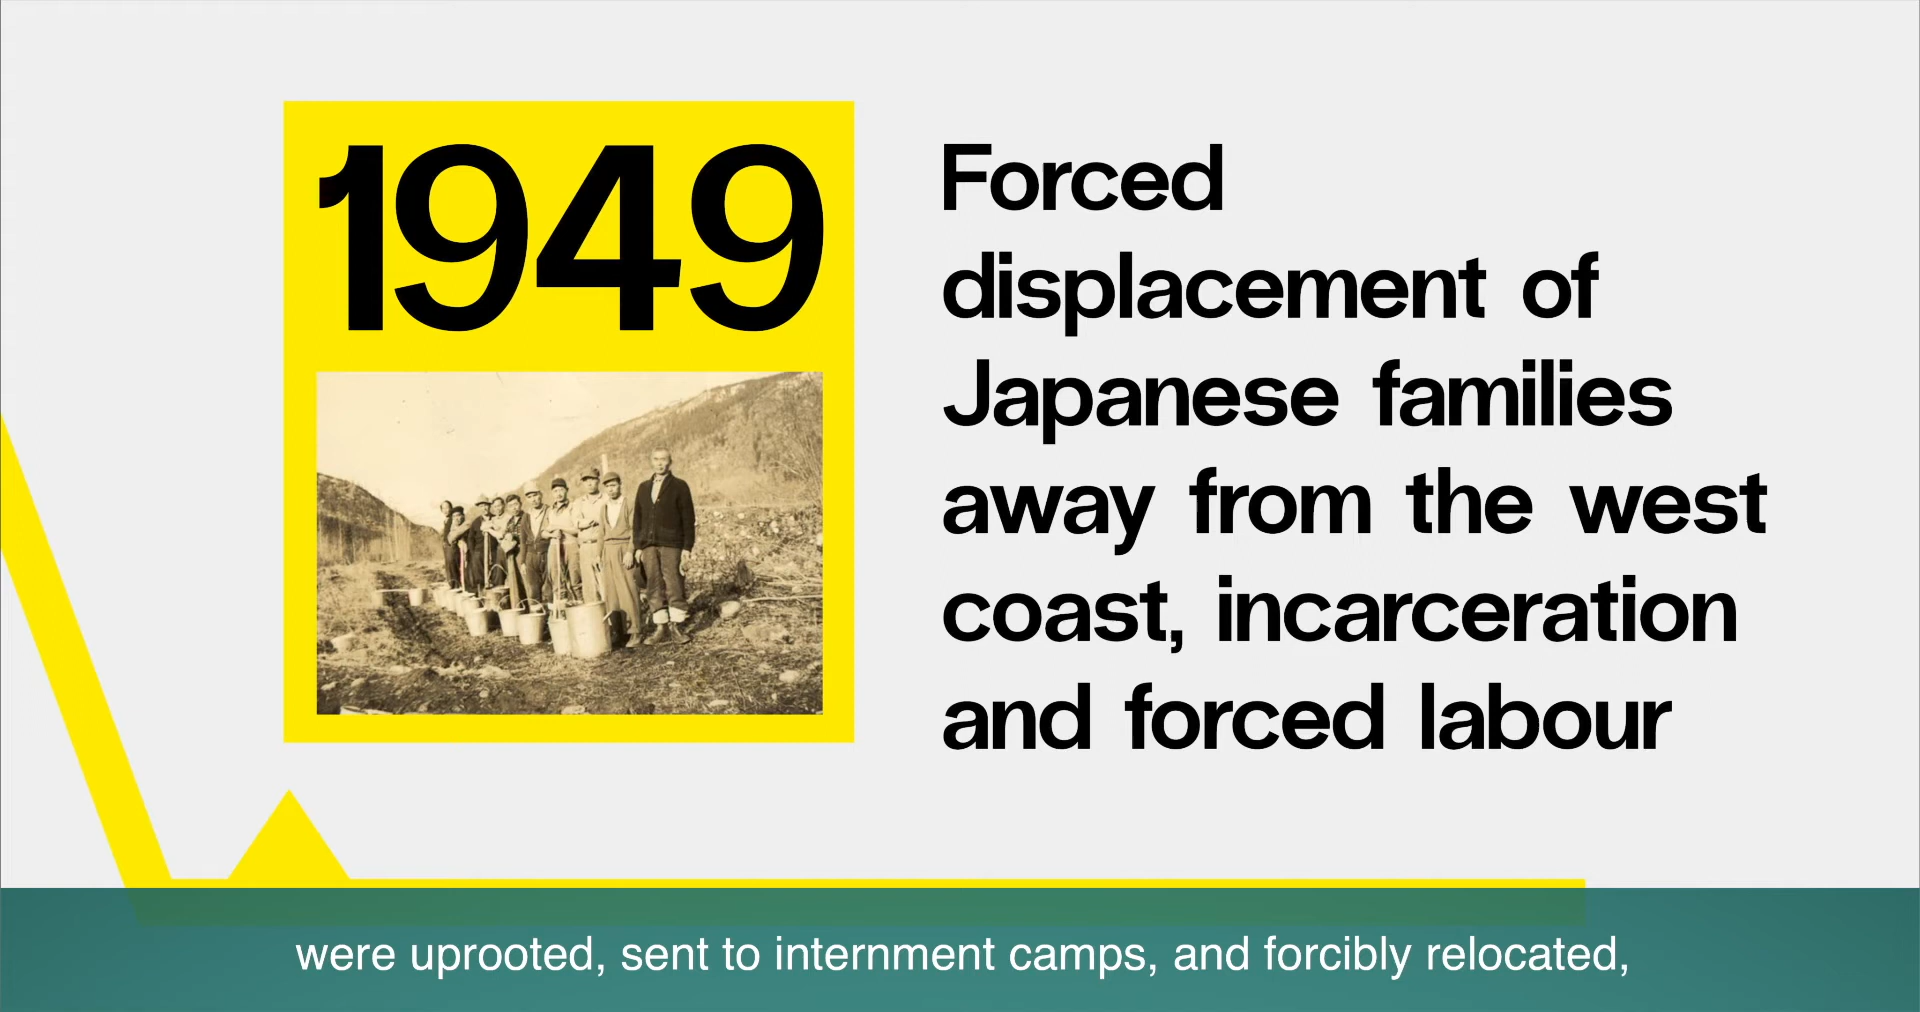 1949
Forced
displacement of
Japanese families
away from the west
coast, incarceration
and forced labour
were uprooted, sent to internment camps, and forcibly relocated,